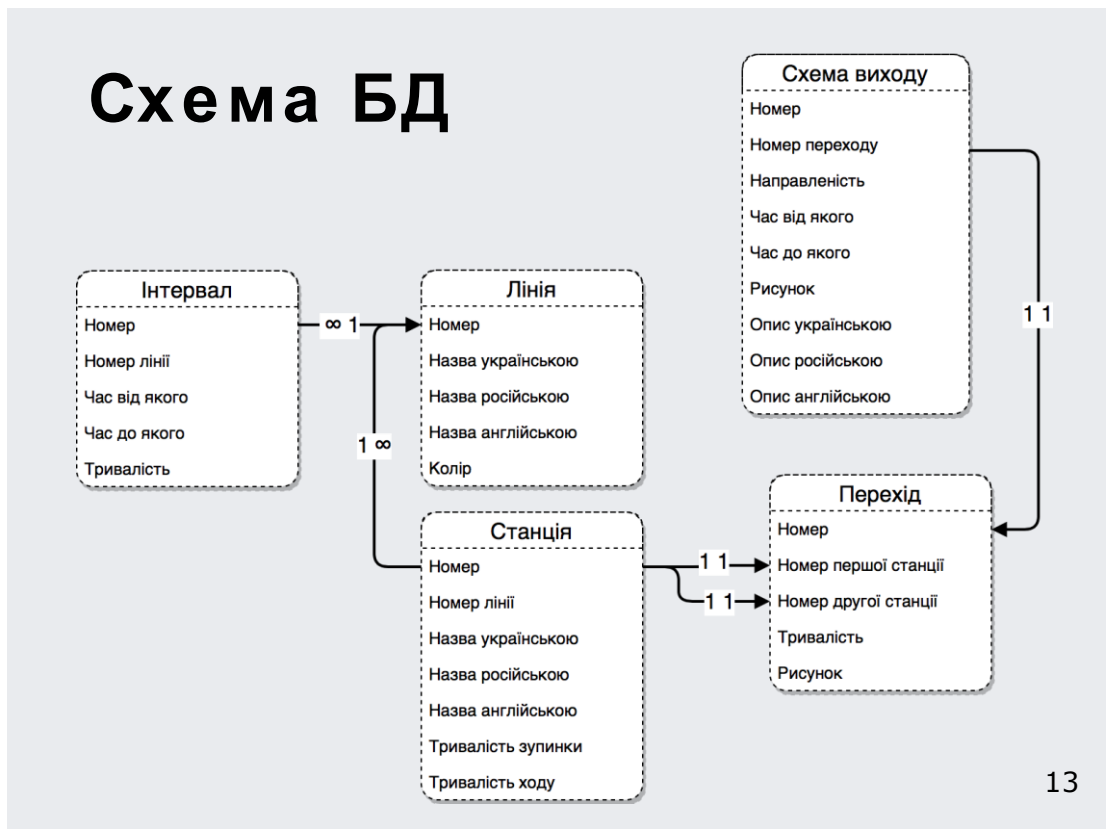 Схема БД
Схема виходу
Номер
Номер переходу
Направленість
Час від якого
Час до якого
Рисунок
Опис українською
Опис російською
Опис англійською
1 1
Інтервал
Номер
Номер лінії
Час від якого
Час до якого
Тривалість
∞ 1
Лінія
Номер
Назва українською
Назва російською
Назва англійською
Колір
1 ∞
Станція
Номер
Номер лінії
Назва українською
Назва російською
Назва англійською
Тривалість зупинки
Тривалість ходу
1 1
1 1
Перехід
Номер
Номер першої станції
Номер другої станції
Тривалість
Рисунок
13